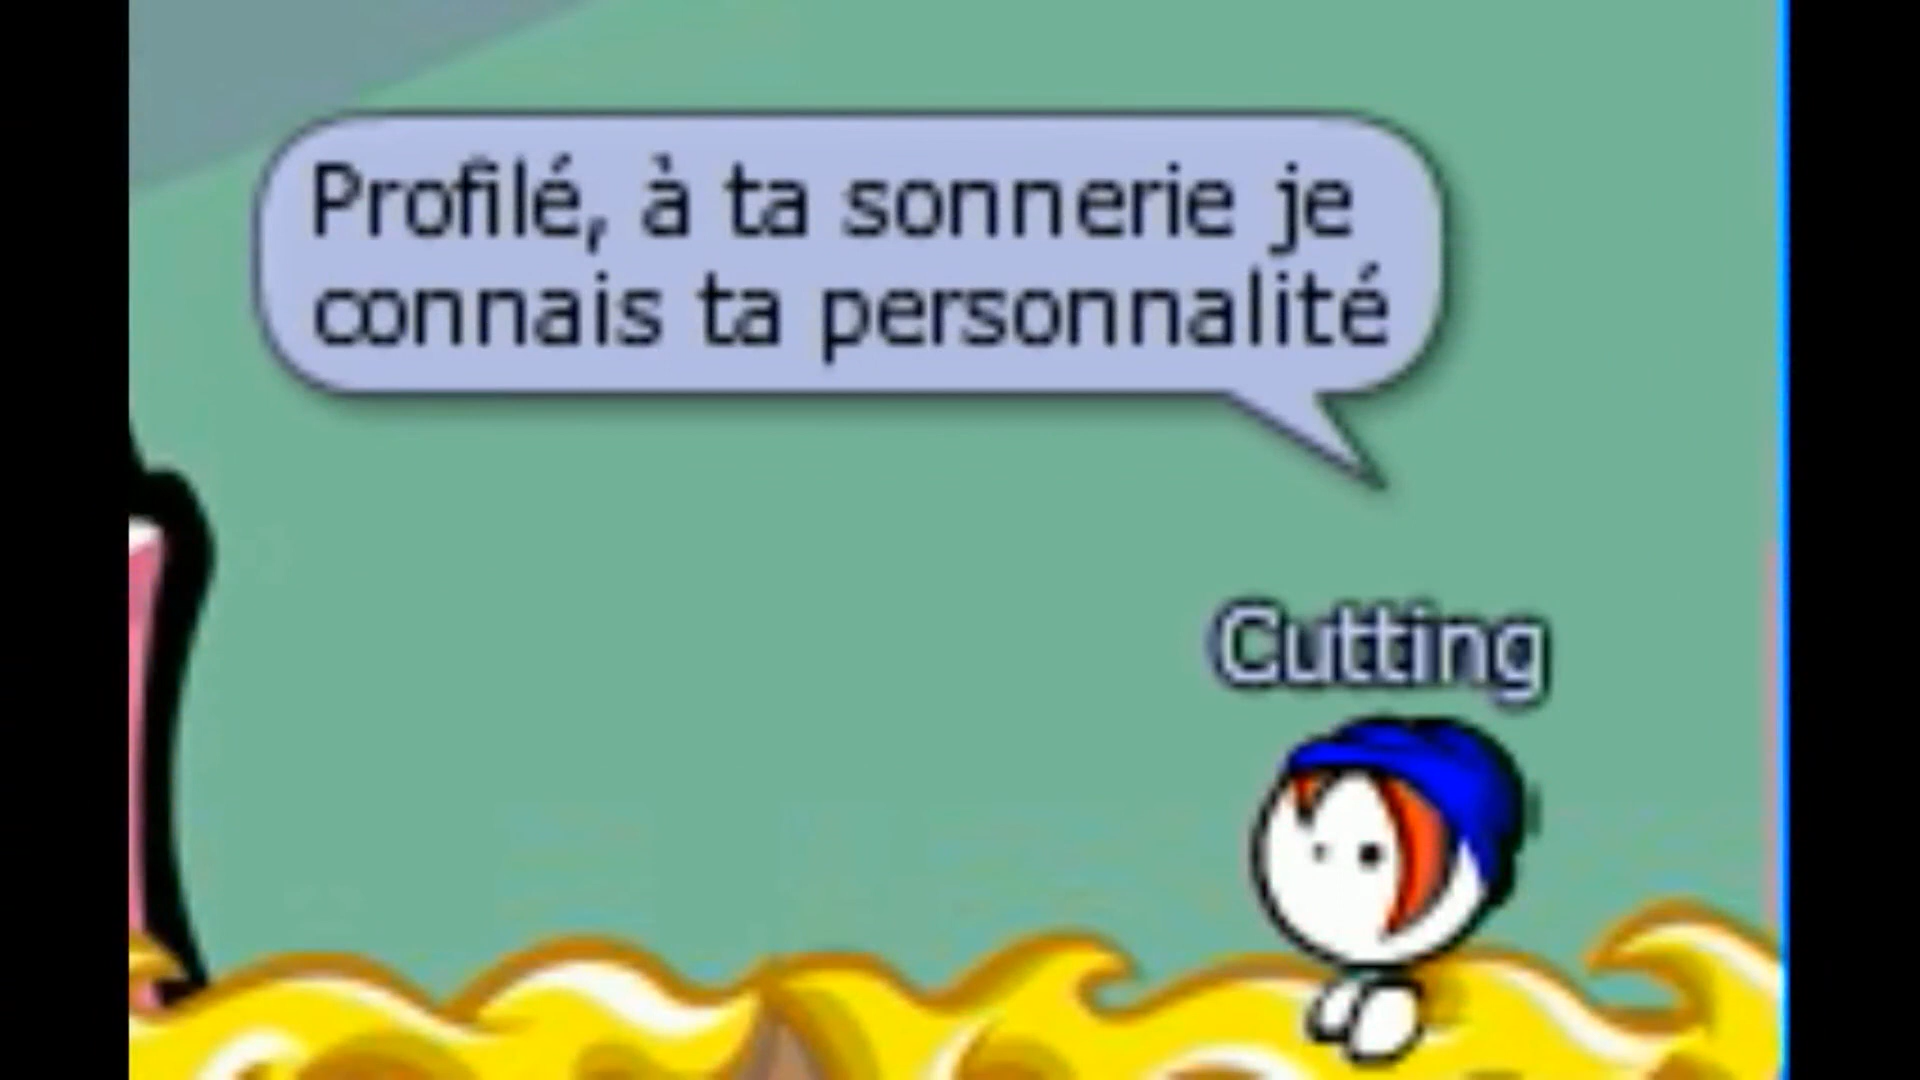 Profilé, à ta sonnerie je
connais ta personnalité
Cutting